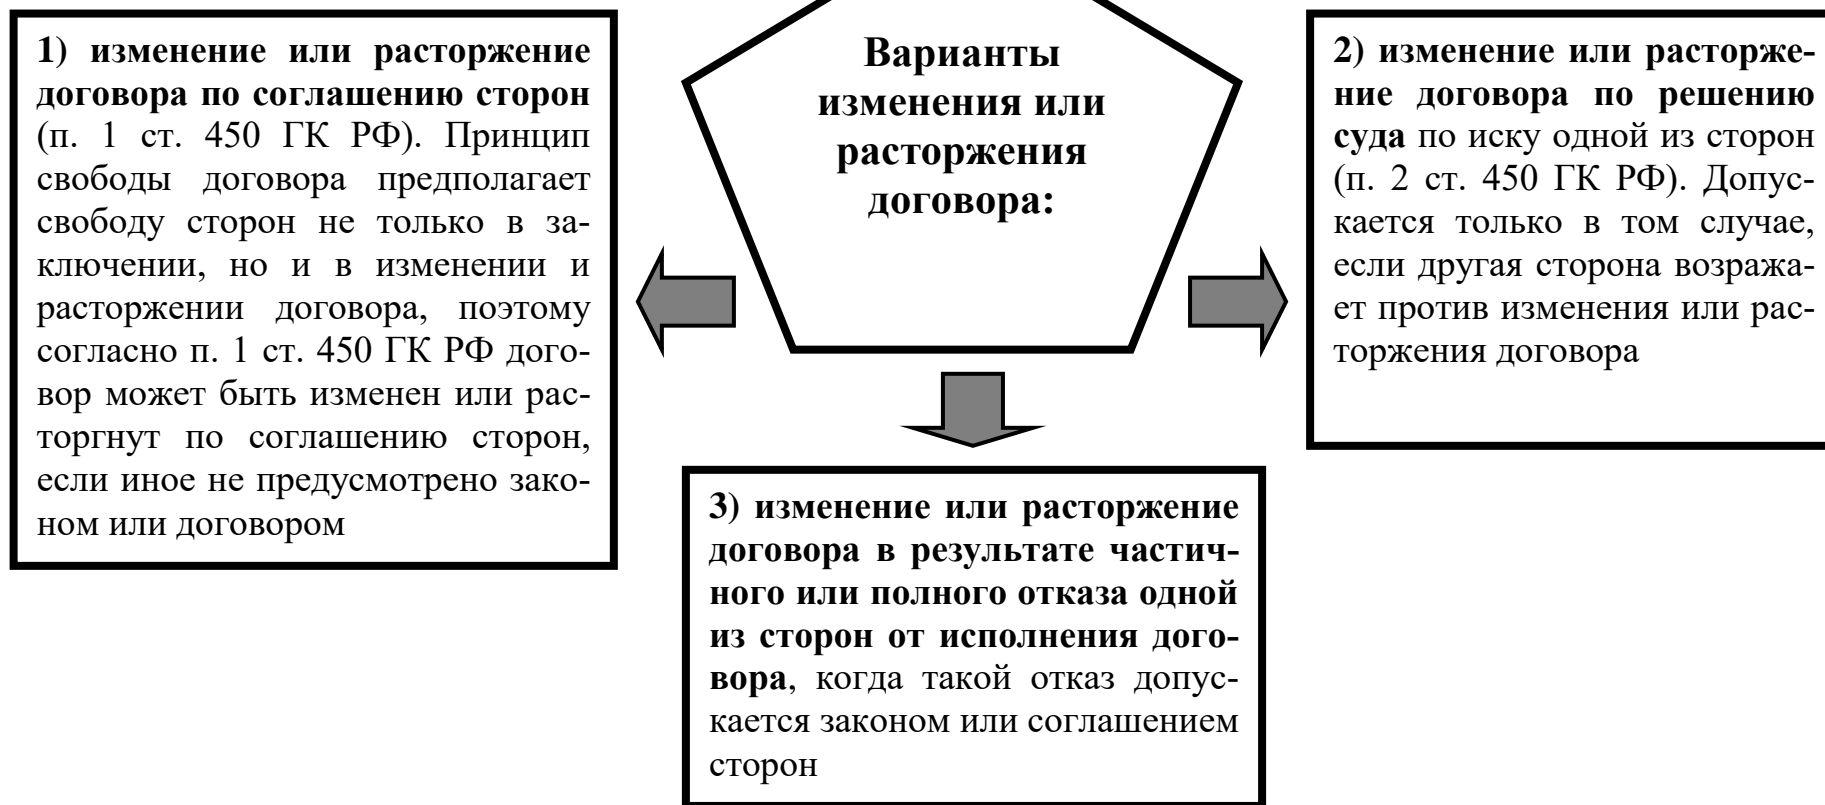 Варианты
изменения или
расторжения
договора:
1) изменение или расторжение
договора по соглашению сторон
(п. 1 ст. 450 ГК РФ). Принцип
свободы договора предполагает
свободу сторон не только в за-
ключении, но и в изменении и
расторжении договора, поэтому
согласно п. 1 ст. 450 ГК РФ дого-
вор может быть изменен или рас-
торгнут по соглашению сторон,
если иное не предусмотрено зако-
ном или договором
2) изменение или расторже-
ние договора по решению
суда по иску одной из сторон
(п. 2 ст. 450 ГК РФ). Допус-
кается только в том случае,
если другая сторона возража-
ет против изменения или рас-
торжения договора
3) изменение или расторжение
договора в результате частич-
ного или полного отказа одной
из сторон от исполнения дого-
вора, когда такой отказ допус-
кается законом или соглашением
сторон